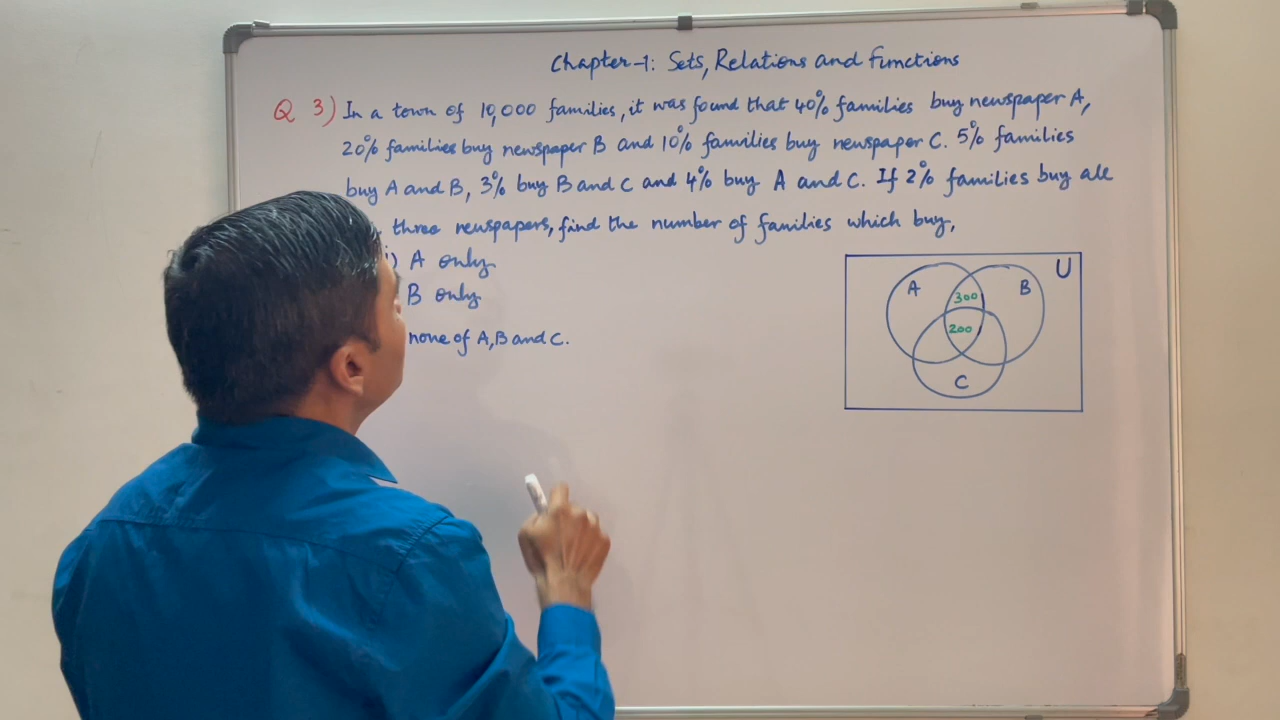 Chapter-1: Sets, Relations and Functions
Q 3) In a town of 10,000 families, it was found that 40% families buy newspaper A,
20% families buy newspaper B and 10% families buy newspaper C. 5% families
buy A and B, 3% buy B and C and 4% buy A and C. If 2% families buy all
three newspapers, find the number of families which buy,
) A only
B only
none of A, B and C.
U
A
B
300
200
C